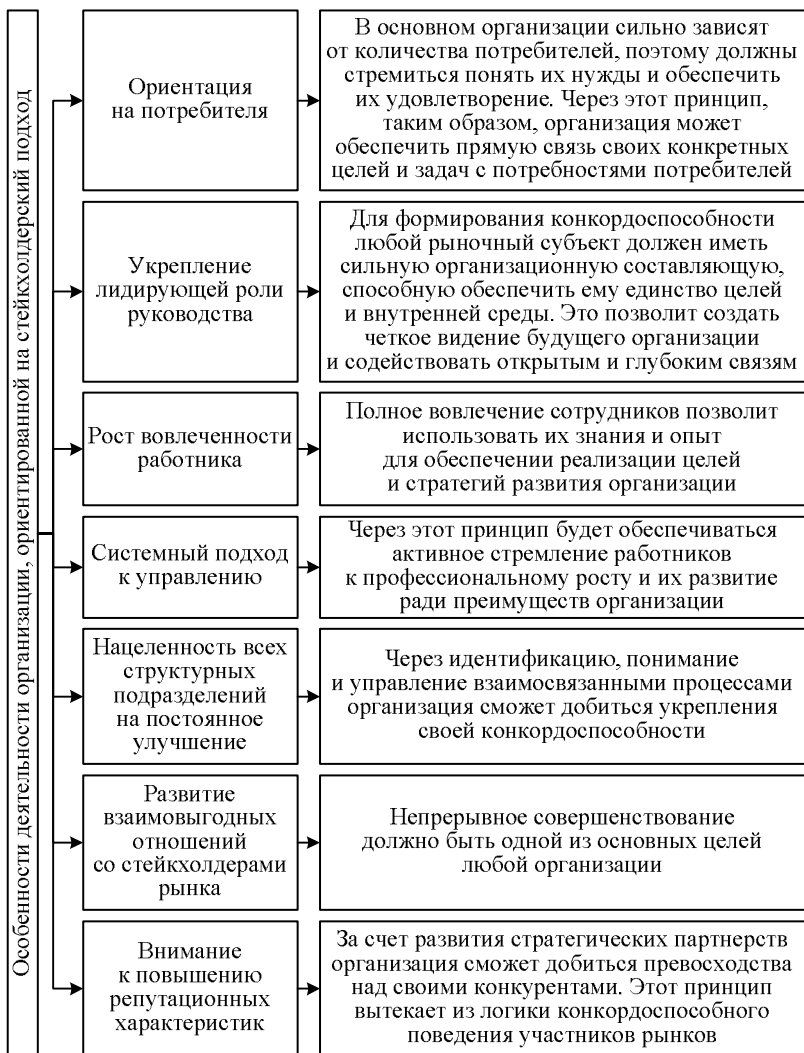 Особенности деятельности организации, ориентированной на стейкхолдерский подход
Ориентация
на потребителя
В основном организации сильно зависят
от количества потребителей, поэтому должны
стремиться понять их нужды и обеспечить
их удовлетворение. Через этот принцип,
таким образом, организация может
обеспечить прямую связь своих конкретных
целей и задач с потребностями потребителей
Укрепление
лидирующей роли
руководства
Для формирования конкордоспособности
любой рыночный субъект должен иметь
сильную организационную составляющую,
способную обеспечить ему единство целей
и внутренней среды. Это позволит создать
четкое видение будущего организации
и содействовать открытым и глубоким связям
Рост вовлеченности
работника
Полное вовлечение сотрудников позволит
использовать их знания и опыт
для обеспечении реализации целей
и стратегий развития организации
Системный подход
к управлению
Через этот принцип будет обеспечиваться
активное стремление работников
к профессиональному росту и их развитие
ради преимуществ организации
Нацеленность всех
структурных
подразделений
на постоянное
улучшение
Через идентификацию, понимание
и управление взаимосвязанными процессами
организация сможет добиться укрепления
своей конкордоспособности
Развитие
взаимовыгодных
отношений
со стейкхолдерами
рынка
Непрерывное совершенствование
должно быть одной из основных целей
любой организации
Внимание
к повышению
репутационных
характеристик
За счет развития стратегических партнерств
организация сможет добиться превосходства
над своими конкурентами. Этот принцип
вытекает из логики конкордоспособного
поведения участников рынков